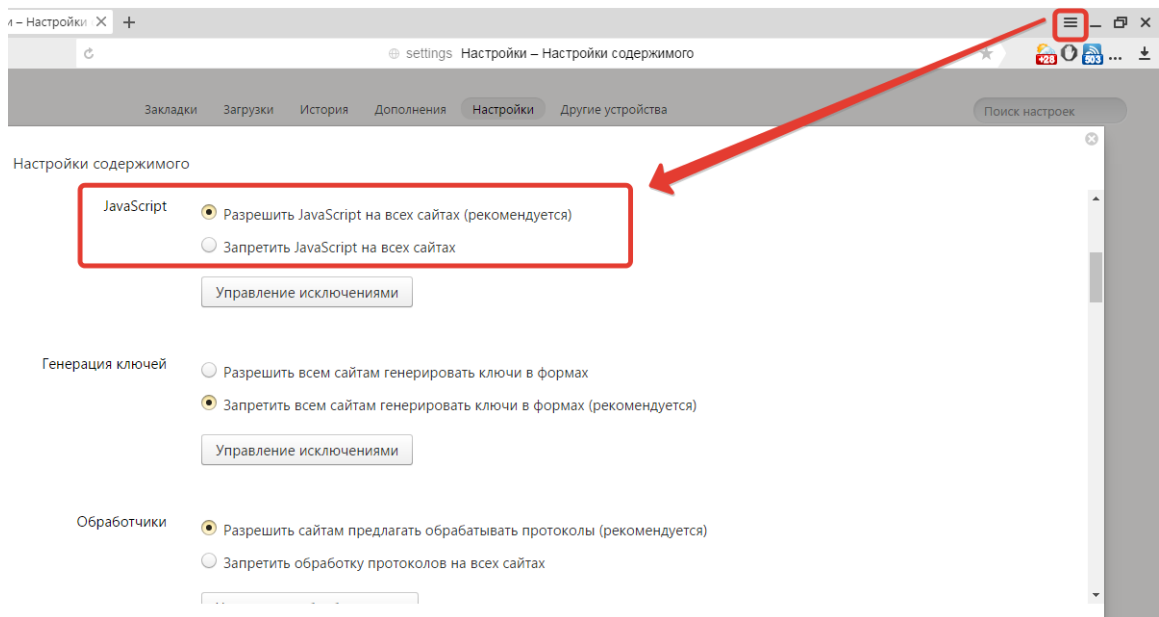 и – Настройки
settings Настройки – Настройки содержимого
+28 503 ...
Закладки Загрузки История Дополнения Настройки Другие устройства Поиск настроек
Настройки содержимого
JavaScript
Разрешить JavaScript на всех сайтах (рекомендуется)
Запретить JavaScript на всех сайтах
Управление исключениями
Генерация ключей
Разрешить всем сайтам генерировать ключи в формах
Запретить всем сайтам генерировать ключи в формах (рекомендуется)
Управление исключениями
Обработчики
Разрешить сайтам предлагать обрабатывать протоколы (рекомендуется)
Запретить обработку протоколов на всех сайтах